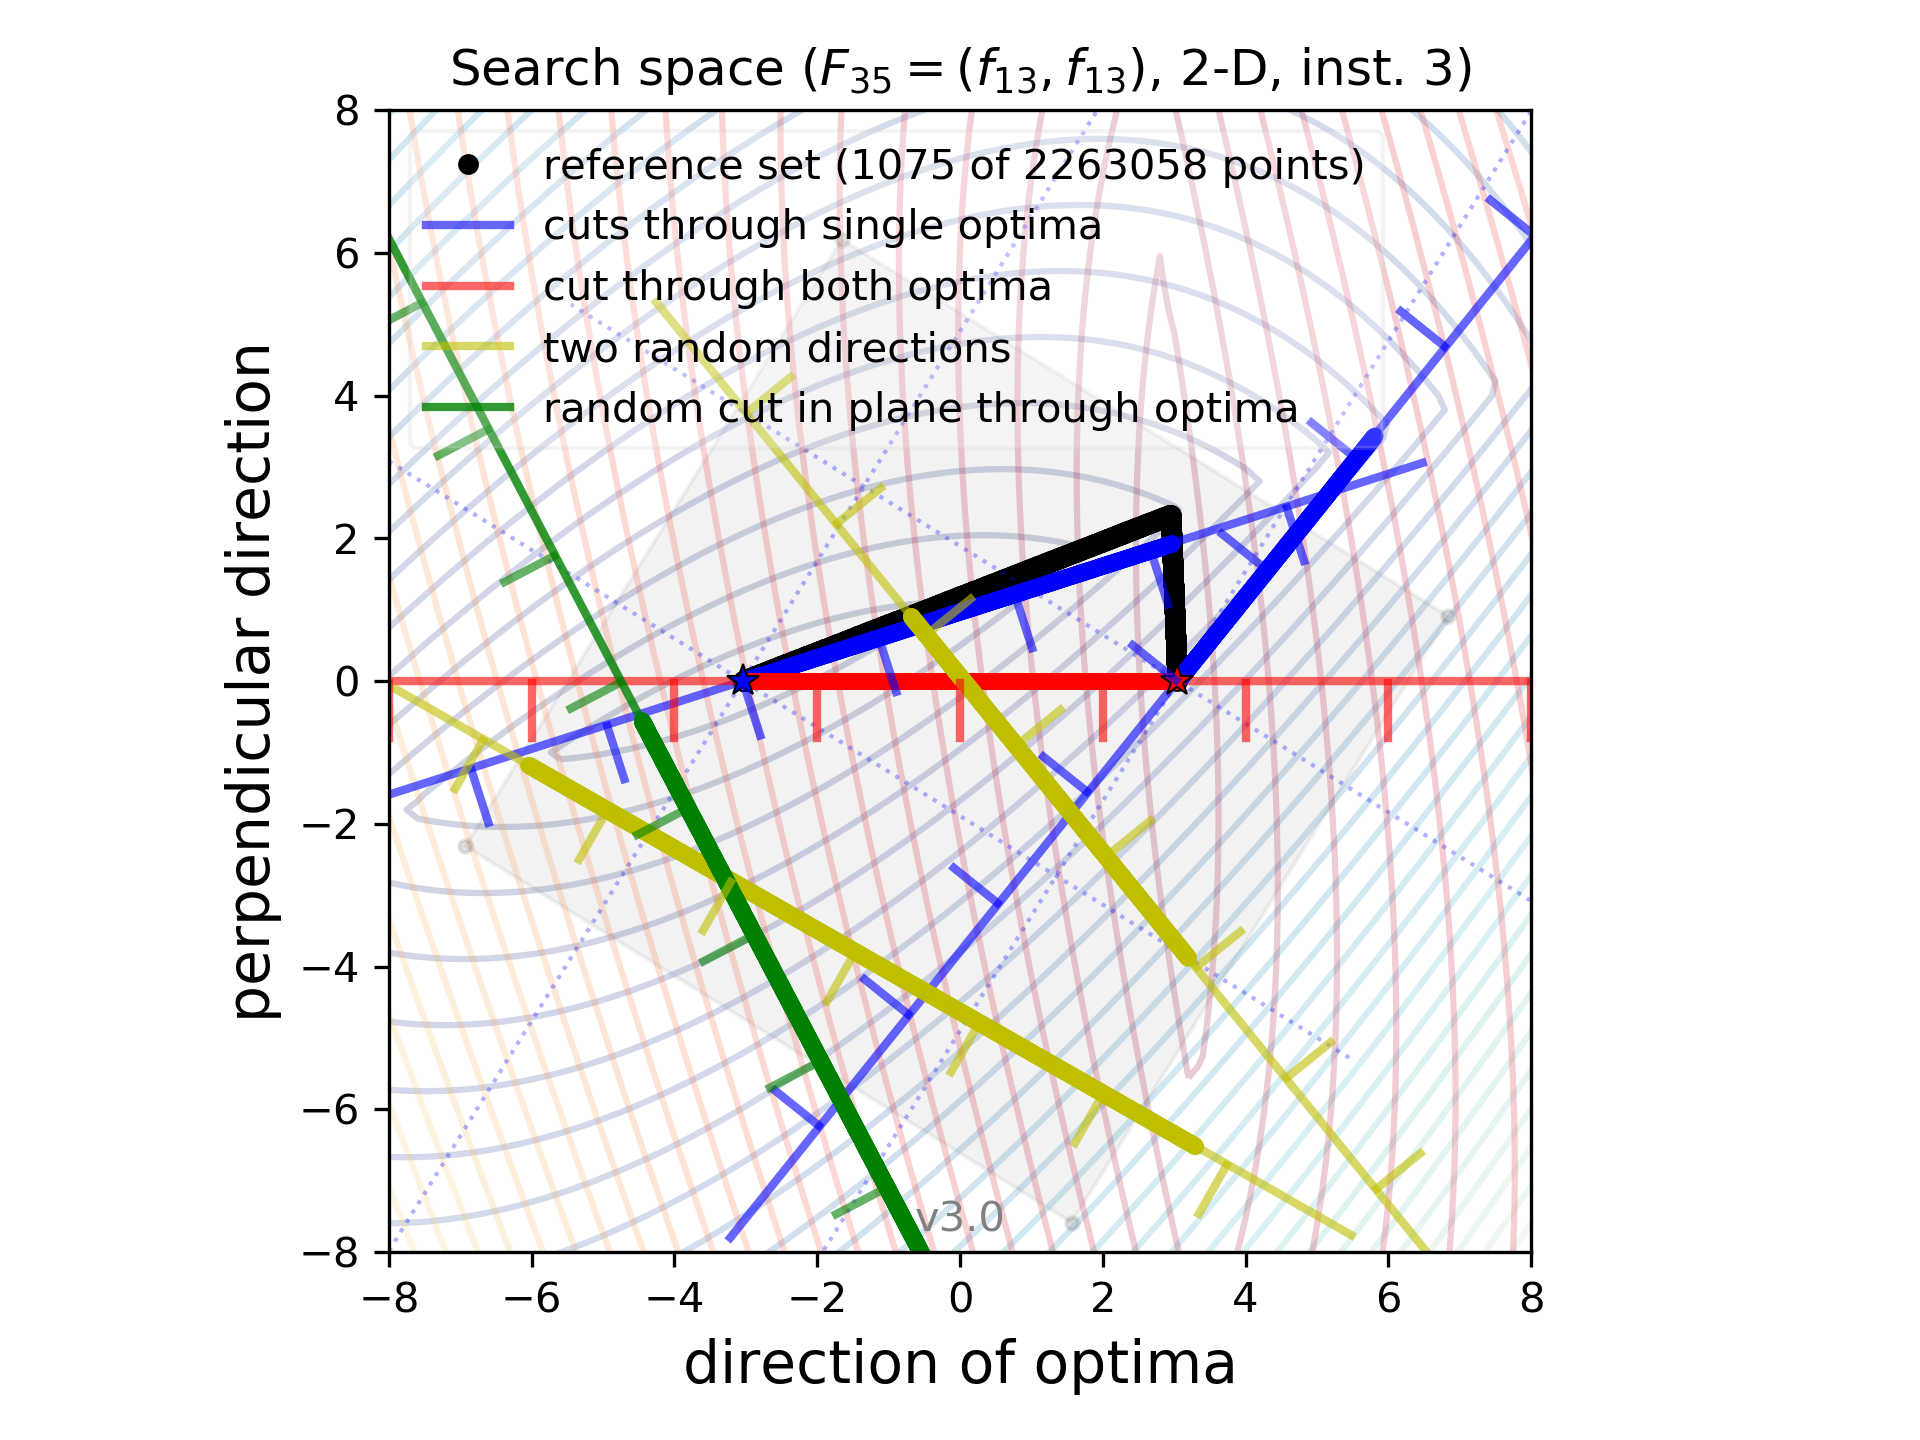 Search space (F35 = (f13, f13), 2-D, inst. 3)
reference set (1075 of 2263058 points)
cuts through single optima
cut through both optima
two random directions
random cut in plane through optima
perpendicular direction
8
6
4
2
0
−2
−4
−6
−8
v3.0
−8 −6 −4 −2 0 2 4 6 8
direction of optima